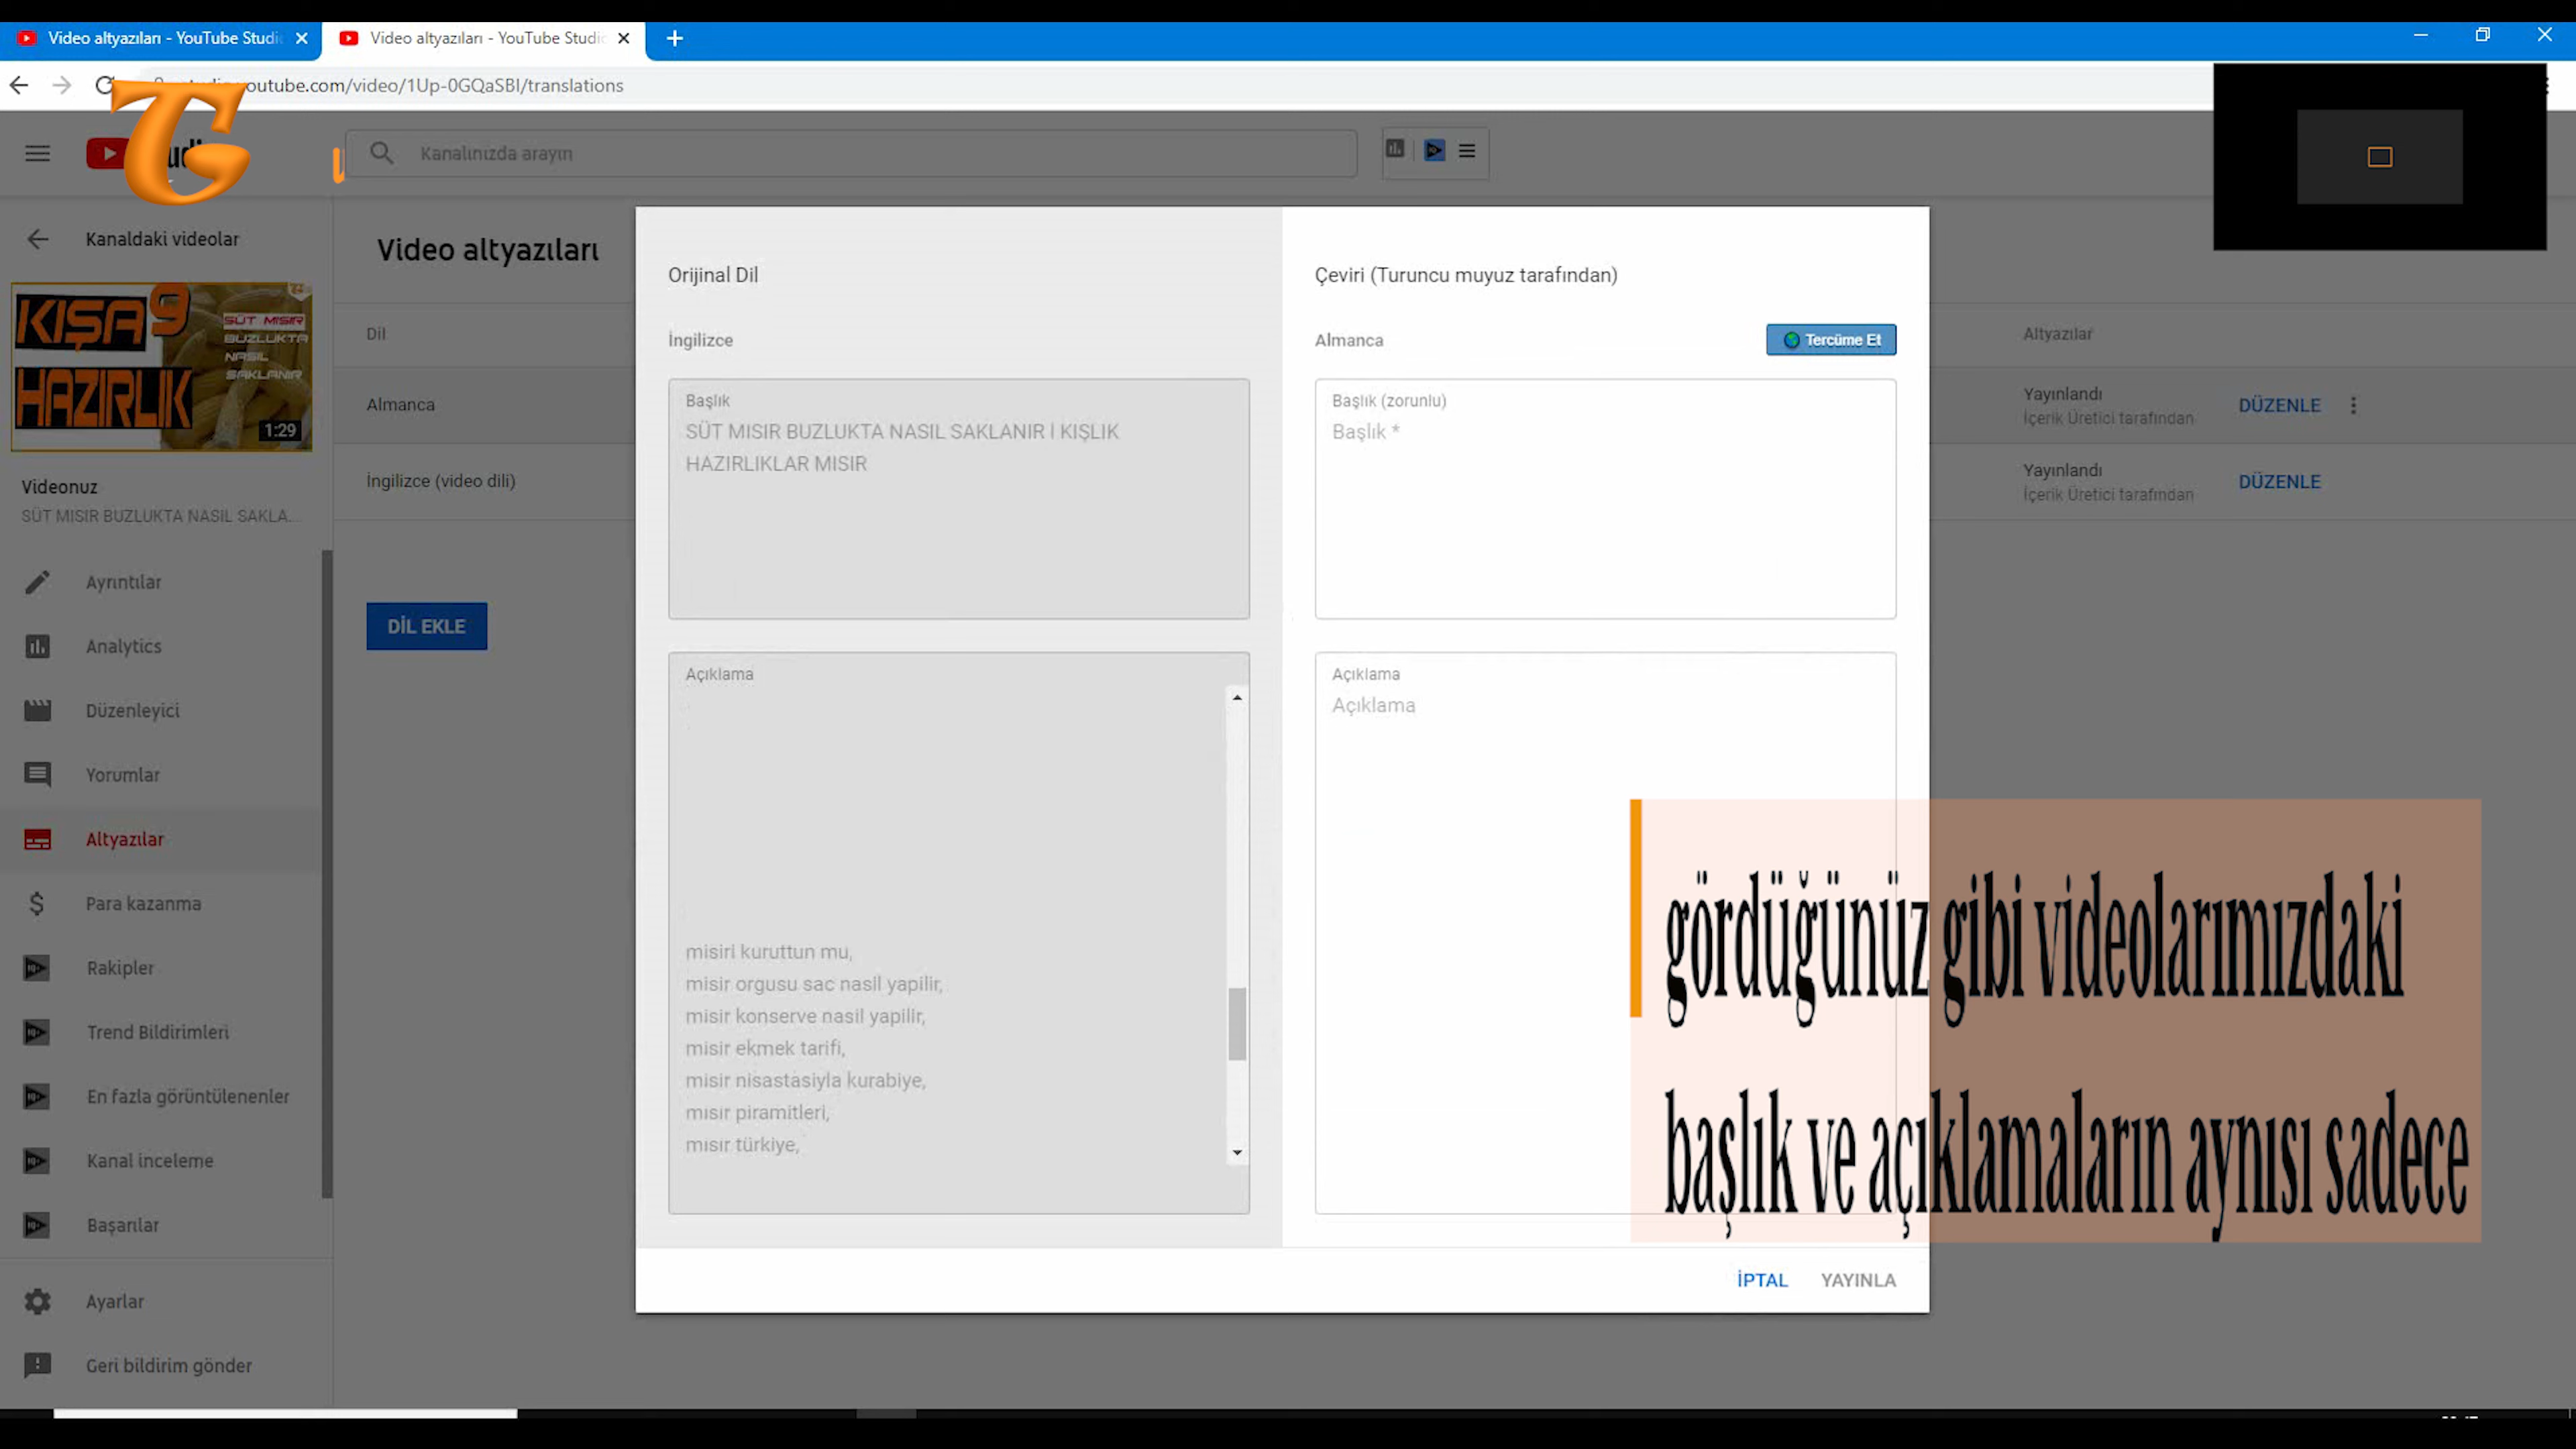 Video altyazıları - YouTube Studi
Video altyazıları - YouTube Studi
outube.com/video/1Up-0GQaSBI/translations
TG
Kanalınızda arayın
Kanaldaki videolar
KIŞA 9
HAZIRLIK
SÜT MISIR
BUZLUKTA
NASIL
SAKLANIR
1:29
Videonuz
SÜT MISIR BUZLUKTA NASIL SAKLA...
Ayrıntılar
Analytics
Düzenleyici
Yorumlar
Altyazılar
Para kazanma
Rakipler
Trend Bildirimleri
En fazla görüntülenenler
Kanal inceleme
Başarılar
Ayarlar
Geri bildirim gönder
Video altyazıları
Dil
Almanca
İngilizce (video dili)
DİL EKLE
Orijinal Dil
İngilizce
Başlık
SÜT MISIR BUZLUKTA NASIL SAKLANIR I KIŞLIK
HAZIRLIKLAR MISIR
Açıklama
misiri kuruttun mu,
misir orgusu sac nasil yapilir,
misir konserve nasil yapilir,
misir ekmek tarifi,
misir nisastasiyla kurabiye,
mısır piramitleri,
mısır türkiye,
Çeviri (Turuncu muyuz tarafından)
Almanca
Tercüme Et
Başlık (zorunlu)
Başlık *
Açıklama
Açıklama
İPTAL
YAYINLA
Altyazılar
Yayınlandı
İçerik Üretici tarafından
DÜZENLE
Yayınlandı
İçerik Üretici tarafından
DÜZENLE
gördüğünüz gibi videolarımızdaki
başlık ve açıklamaların aynısı sadece